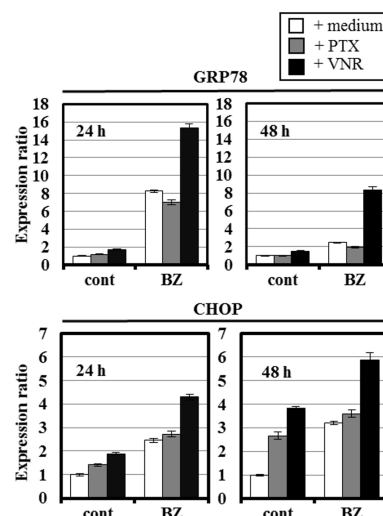 + medium
+ PTX
+ VNR
GRP78
Expression ratio
18
16
14
12
10
8
6
4
2
0
24 h
cont
BZ
18
16
14
12
10
8
6
4
2
0
48 h
cont
BZ
CHOP
Expression ratio
7
6
5
4
3
2
1
0
24 h
cont
BZ
7
6
5
4
3
2
1
0
48 h
cont
BZ